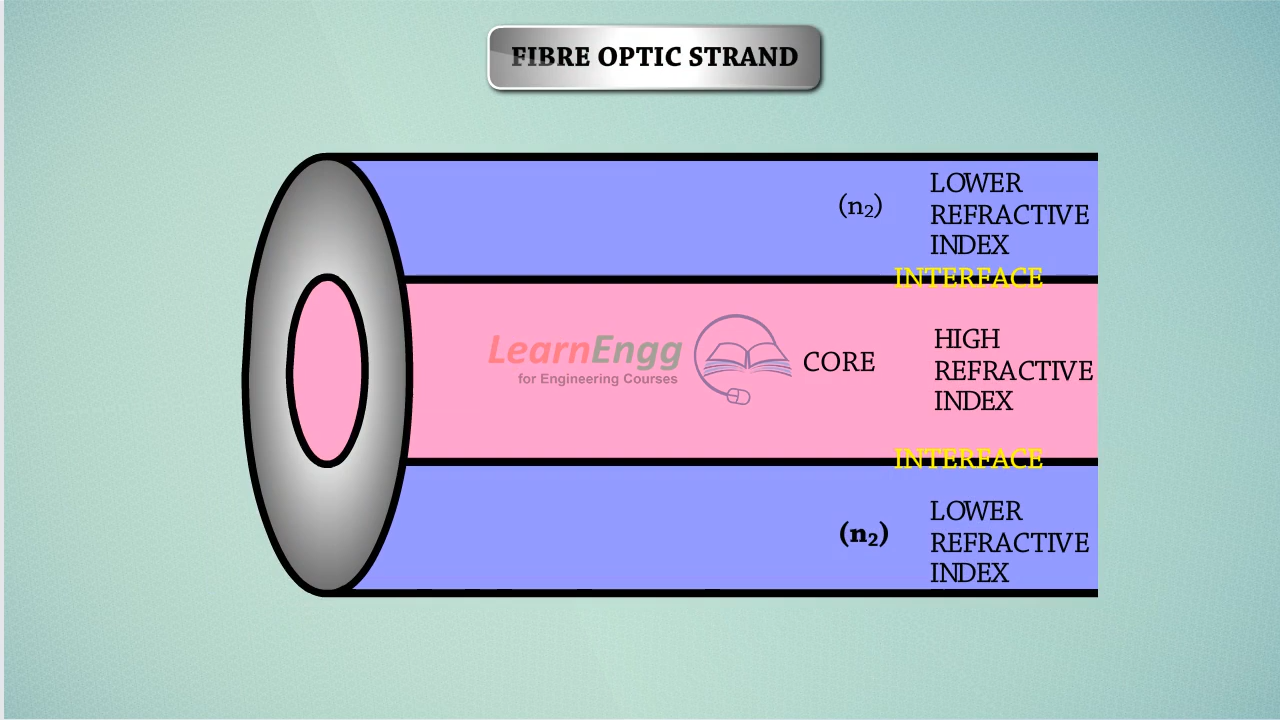 FIBRE OPTIC STRAND
(n₂)
LOWER
REFRACTIVE
INDEX
INTERFACE
LearnEngg
for Engineering Courses
CORE
HIGH
REFRACTIVE
INDEX
INTERFACE
(n₂)
LOWER
REFRACTIVE
INDEX